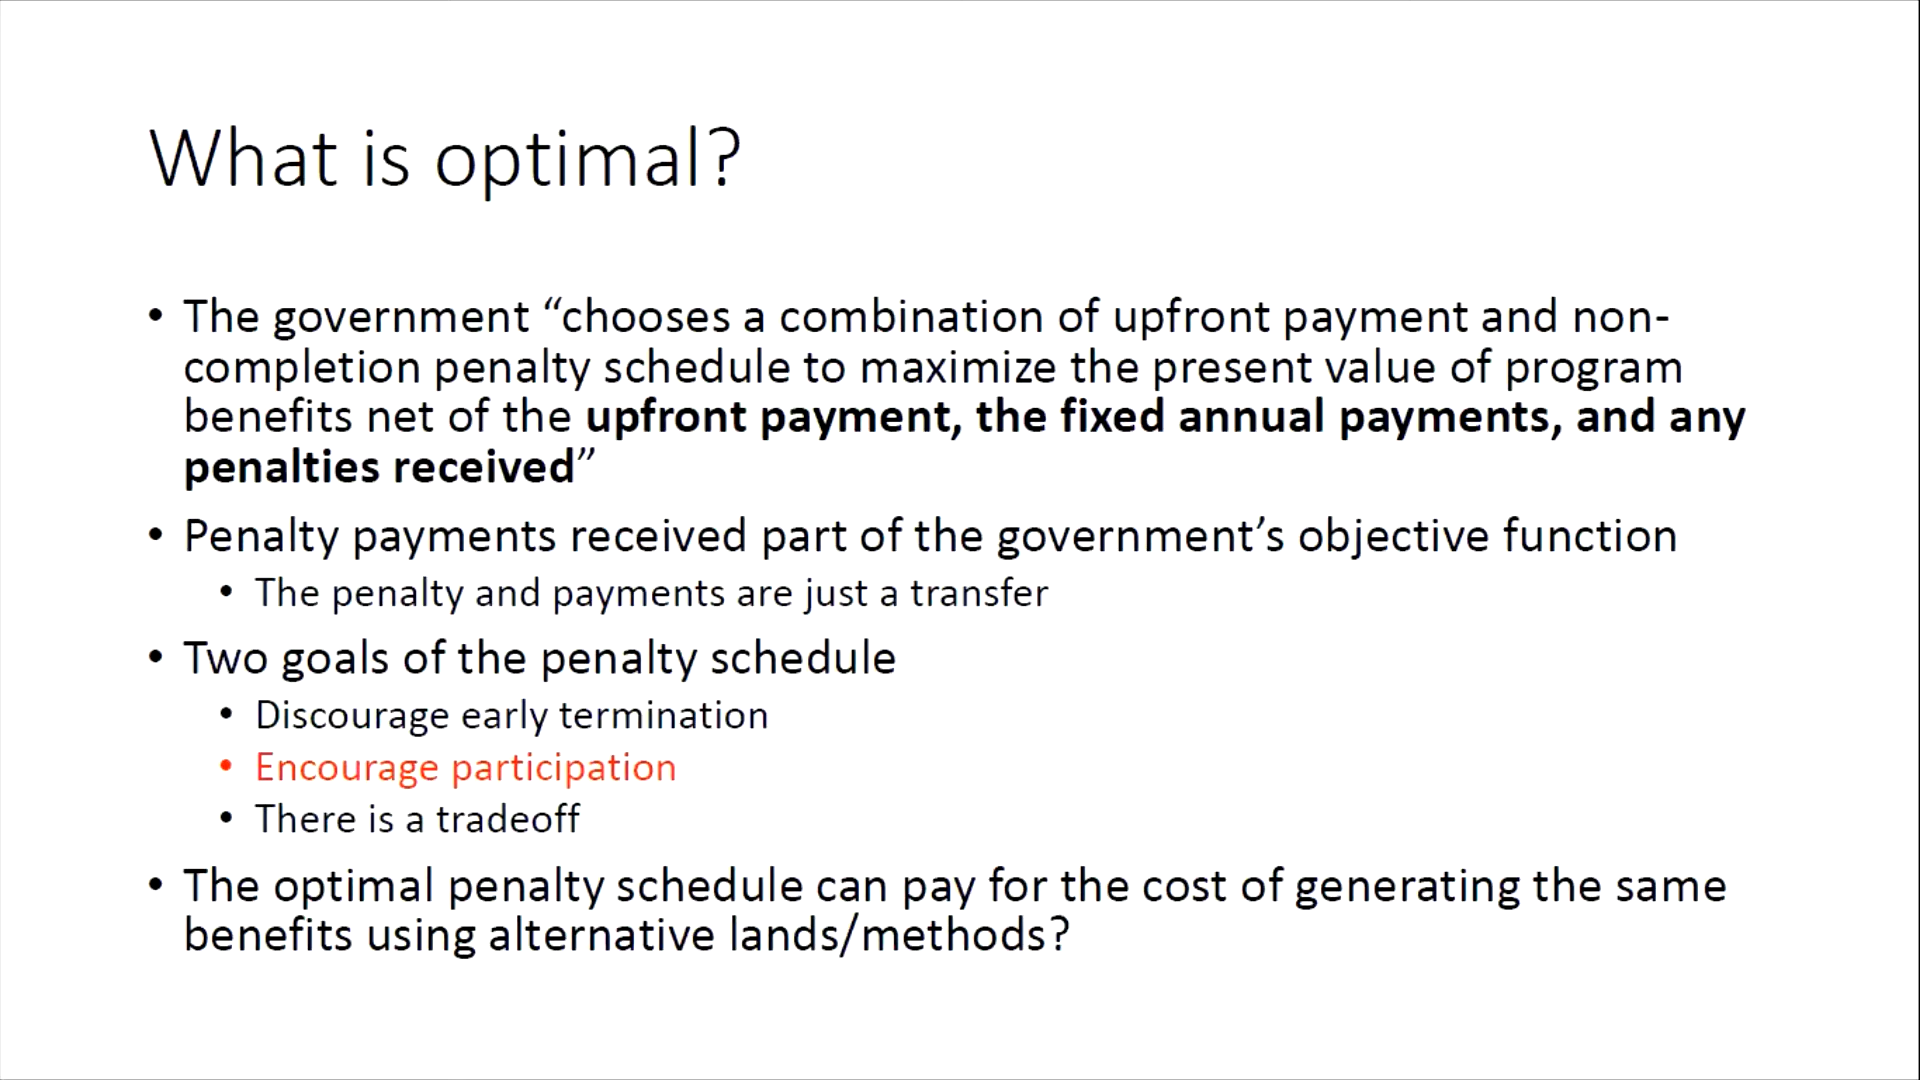 What is optimal?
• The government “chooses a combination of upfront payment and non-
completion penalty schedule to maximize the present value of program
benefits net of the upfront payment, the fixed annual payments, and any
penalties received”
• Penalty payments received part of the government’s objective function
• The penalty and payments are just a transfer
• Two goals of the penalty schedule
• Discourage early termination
• Encourage participation
• There is a tradeoff
• The optimal penalty schedule can pay for the cost of generating the same
benefits using alternative lands/methods?